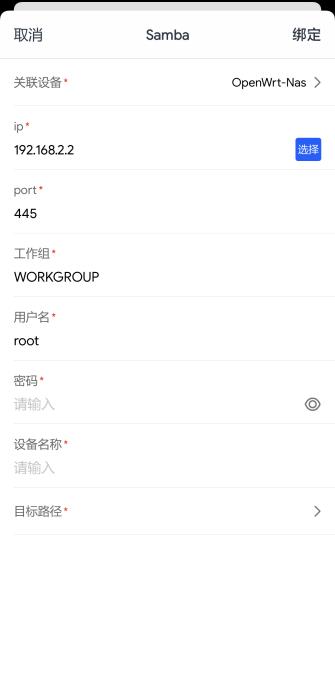 取消 Samba 绑定
关联设备* OpenWrt-Nas
ip*
192.168.2.2 选择
port*
445
工作组*
WORKGROUP
用户名*
root
密码*
请输入
设备名称*
请输入
目标路径*